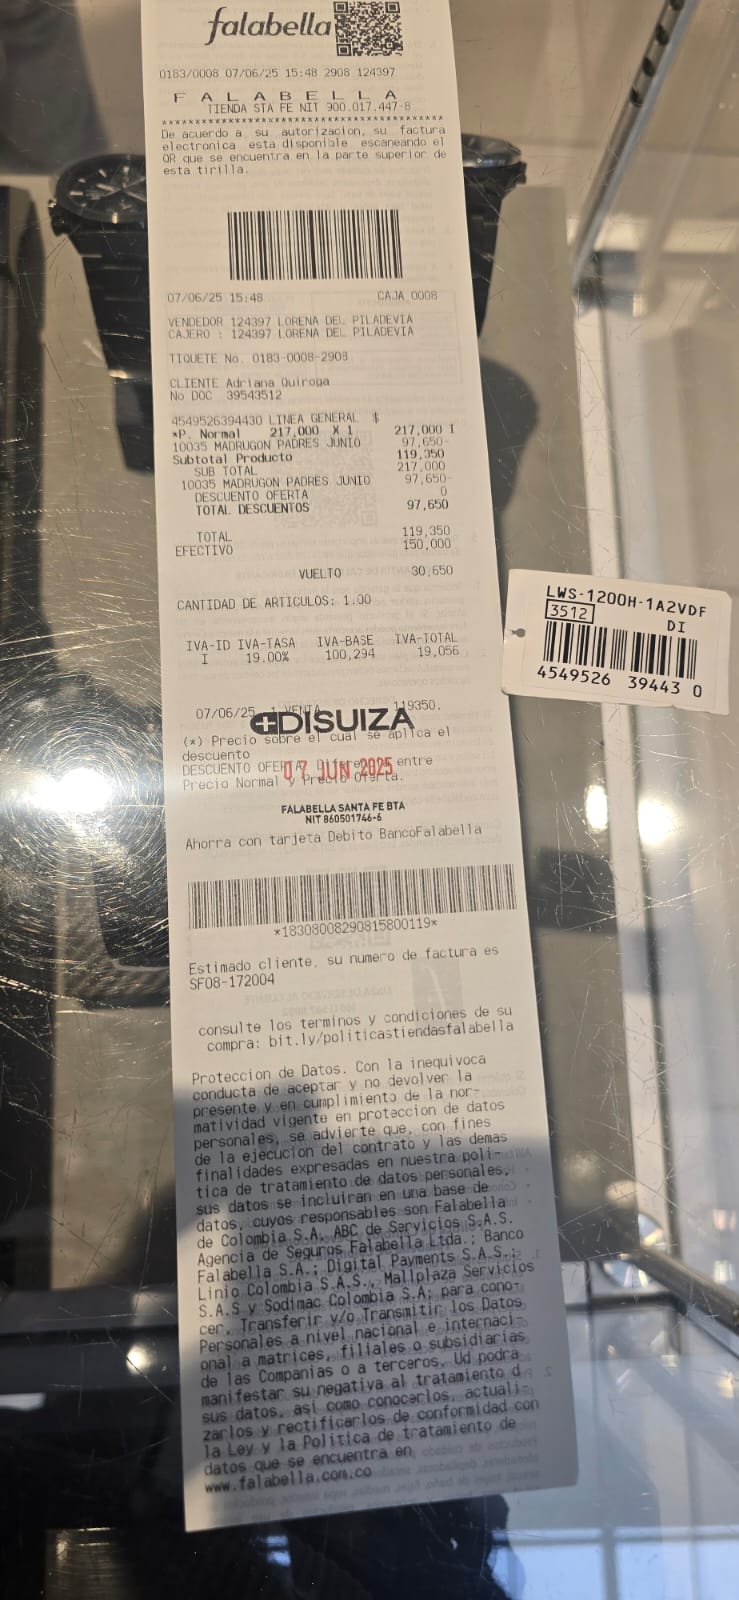 falabella
0183/0008 07/06/25 15:48 2908 124397
F A L A B E L L A
TIENDA STA FE NIT 900.017.447-8
De acuerdo a su autorizacion, su factura
electronica esta disponible escaneando el
QR que se encuentra en la parte superior de
esta tirilla.
07/06/25 15:48 CAJA 0008
VENDEDOR 124397 LORENA DEL PILADEVIA
CAJERO : 124397 LORENA DEL PILADEVIA
TIQUETE No. 0183-0008-2908
CLIENTE Adriana Quiroga
No DOC 39543512
4549526394430 LINEA GENERAL $
*P. Normal 217,000 X 1 217,000 I
10035 MADRUGON PADRES JUNIO 97,650-
Subtotal Producto 119,350
SUB TOTAL 217,000
10035 MADRUGON PADRES JUNIO 97,650-
DESCUENTO OFERTA 0
TOTAL DESCUENTOS 97,650
TOTAL 119,350
EFECTIVO 150,000
VUELTO 30,650
CANTIDAD DE ARTICULOS: 1.00
IVA-ID IVA-TASA IVA-BASE IVA-TOTAL
I 19.00% 100,294 19,056
07/06/25 1 VENTA 119350.
DISUIZA
(*) Precio sobre el cual se aplica el
descuento
DESCUENTO OFERTA: entre
07 JUN 2025
Precio Normal y Precio Oferta.
FALABELLA SANTA FE BTA
NIT 860501746-6
Ahorra con tarjeta Debito BancoFalabella
*18308008290815800119*
Estimado cliente, su numero de factura es
SF08-172004
consulte los terminos y condiciones de su
compra: bit.ly/politicastiendasfalabella
Proteccion de Datos. Con la inequivoca
conducta de aceptar y no devolver la
presente y en cumplimiento de la nor-
matividad vigente en proteccion de datos
personales, se advierte que, con fines
de la ejecucion del contrato y las demas
finalidades expresadas en nuestra poli-
tica de tratamiento de datos personales,
sus datos se incluiran en una base de
datos, cuyos responsables son Falabella
de Colombia S.A, ABC de Servicios S.A.S.
Agencia de Seguros Falabella Ltda.; Banco
Falabella S.A.; Digital Payments S.A.S.;
Linio Colombia S.A.S., Mallplaza Servicios
S.A.S y Sodimac Colombia S.A; para cono-
cer, Transferir y/o Transmitir los Datos
Personales a nivel nacional e internaci-
onal a matrices, filiales o subsidiarias
de las Companias o a terceros. Ud podra
manifestar su negativa al tratamiento d
sus datos, asi como conocerlos, actuali-
zarlos y rectificarlos de conformidad con
la Ley y la Politica de tratamiento de
datos que se encuentra en
www.falabella.com.co
LWS-1200H-1A2VDF
3512 DI
4549526 39443 0